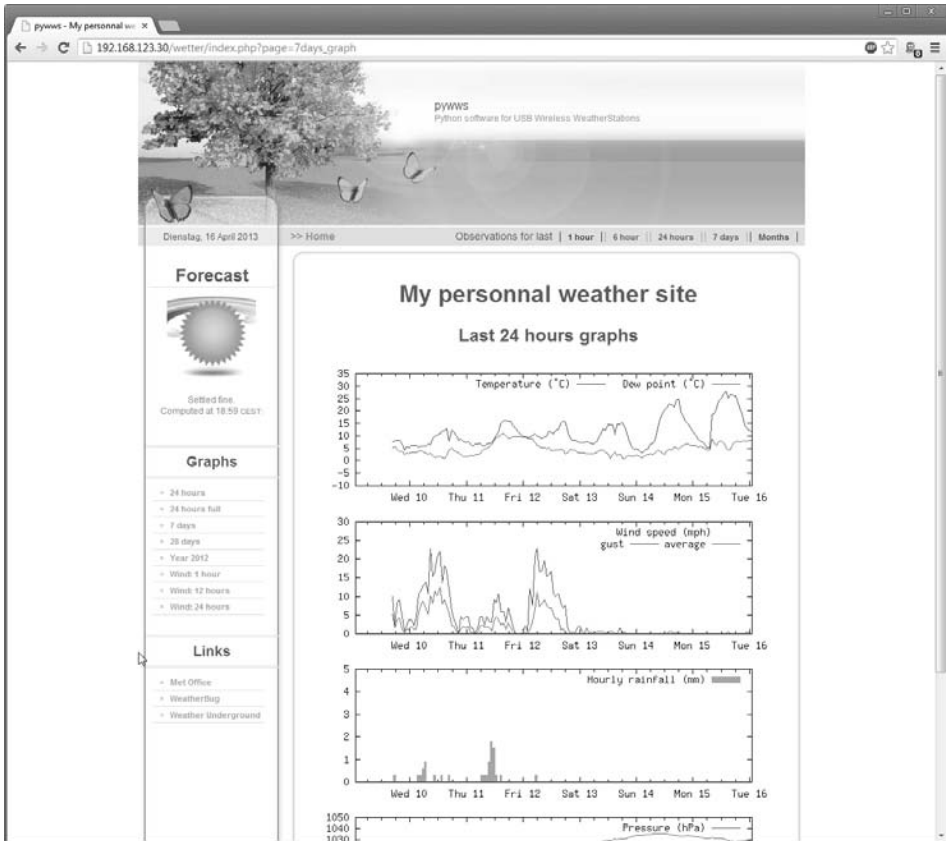 pywws - My personnal we
192.168.123.30/wetter/index.php?page=7days_graph
pywws
Python software for USB Wireless WeatherStations
Dienstag, 16 April 2013
>> Home
Observations for last | 1 hour || 6 hour || 24 hours || 7 days || Months |
Forecast
Settled fine.
Computed at 18:59 CEST
Graphs
24 hours
24 hours full
7 days
28 days
Year 2012
Wind: 1 hour
Wind: 12 hours
Wind: 24 hours
Links
Met Office
WeatherBug
Weather Underground
My personnal weather site
Last 24 hours graphs
Temperature (°C) Dew point (°C)
35
30
25
20
15
10
5
0
-5
-10
Wed 10 Thu 11 Fri 12 Sat 13 Sun 14 Mon 15 Tue 16
Wind speed (mph)
gust average
30
25
20
15
10
5
0
Wed 10 Thu 11 Fri 12 Sat 13 Sun 14 Mon 15 Tue 16
Hourly rainfall (mm)
5
4
3
2
1
0
Wed 10 Thu 11 Fri 12 Sat 13 Sun 14 Mon 15 Tue 16
Pressure (hPa)
1050
1040
1030